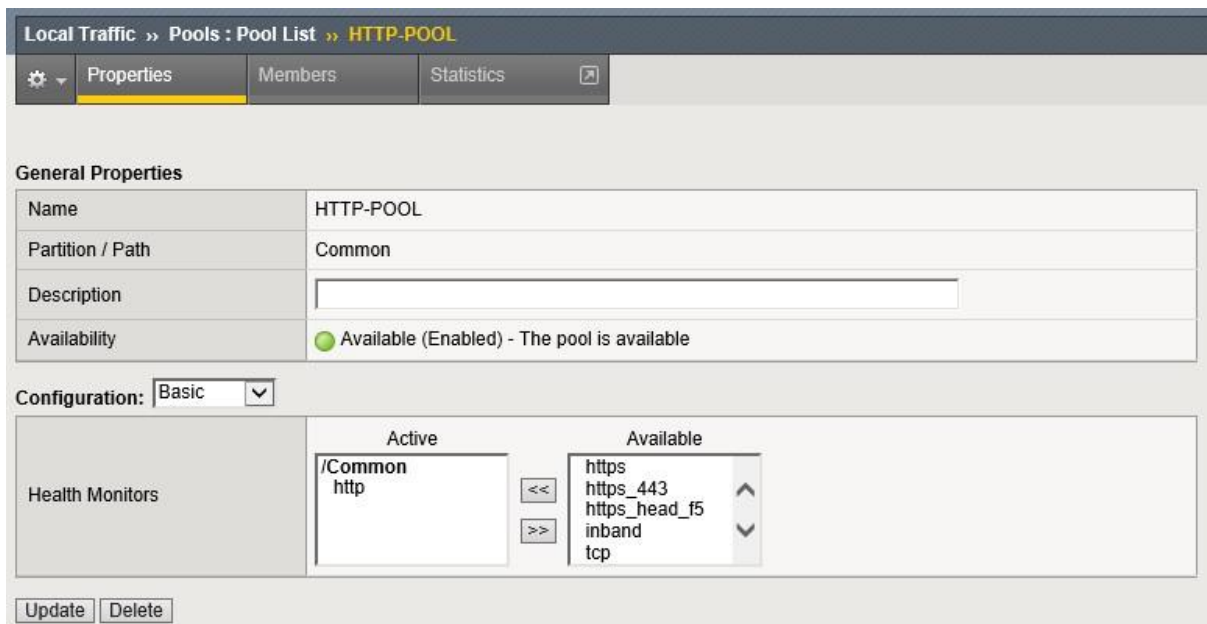 Local Traffic ›› Pools : Pool List ›› HTTP-POOL
Properties Members Statistics
General Properties
Name HTTP-POOL
Partition / Path Common
Description
Availability Available (Enabled) - The pool is available
Configuration: Basic
Active Available
Health Monitors
/Common
http
<<
>>
https
https_443
https_head_f5
inband
tcp
Update Delete